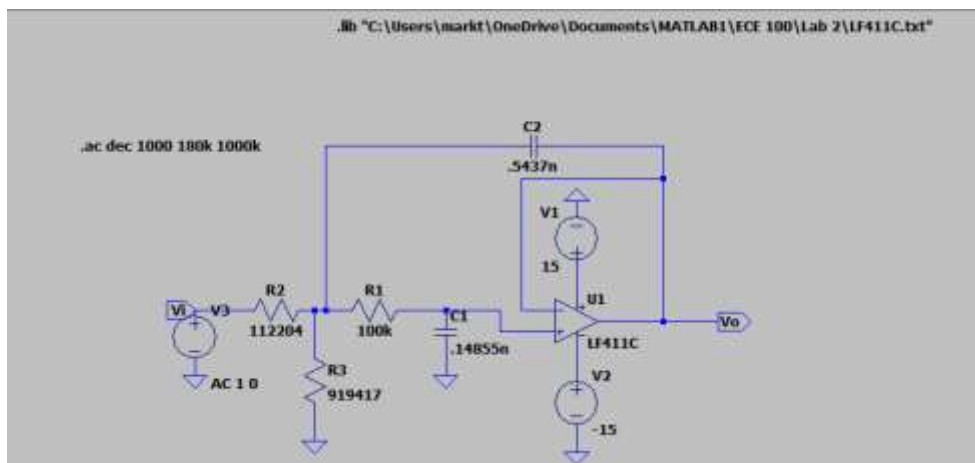 .lib "C:\Users\markt\OneDrive\Documents\MATLAB1\ECE 100\Lab 2\LF411C.txt"
.ac dec 1000 180k 1000k
C2
.5437n
V1
15
U1
LF411C
Vi
V3
R2
112204
R1
100k
C1
.14855n
Vo
R3
919417
AC 1 0
V2
-15